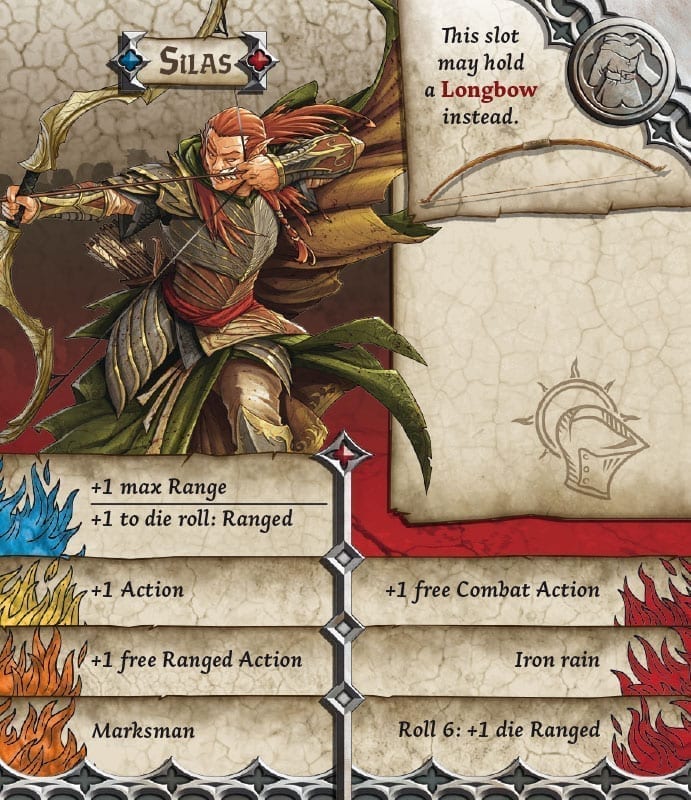 Silas
This slot
may hold
a Longbow
instead.
+1 max Range
+1 to die roll: Ranged
+1 Action
+1 free Ranged Action
Marksman
+1 free Combat Action
Iron rain
Roll 6: +1 die Ranged